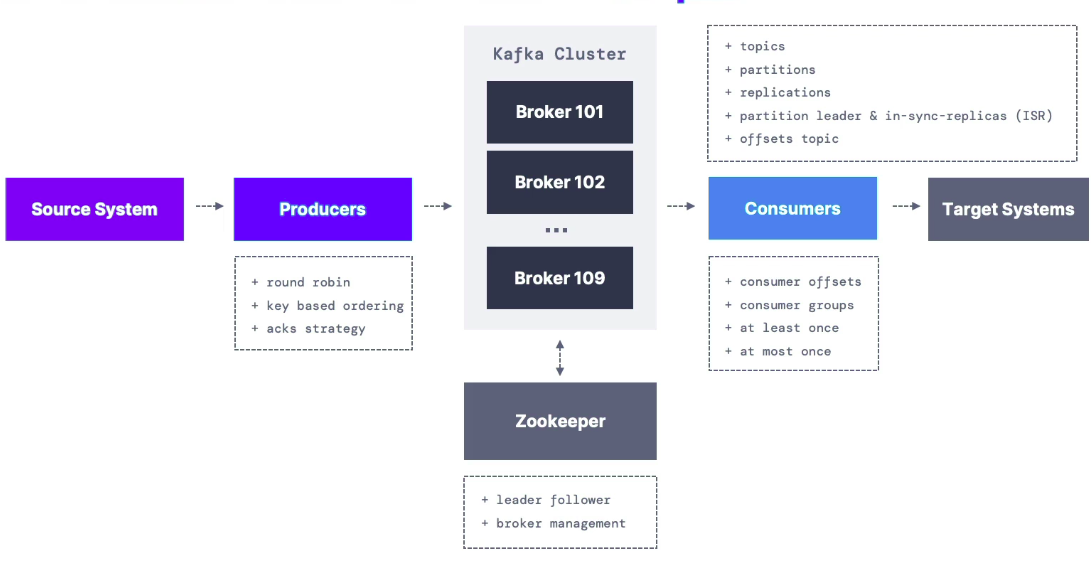 Kafka Cluster
Broker 101
Broker 102
...
Broker 109
+ topics
+ partitions
+ replications
+ partition leader & in-sync-replicas (ISR)
+ offsets topic
Source System
Producers
Consumers
Target Systems
+ round robin
+ key based ordering
+ acks strategy
+ consumer offsets
+ consumer groups
+ at least once
+ at most once
Zookeeper
+ leader follower
+ broker management